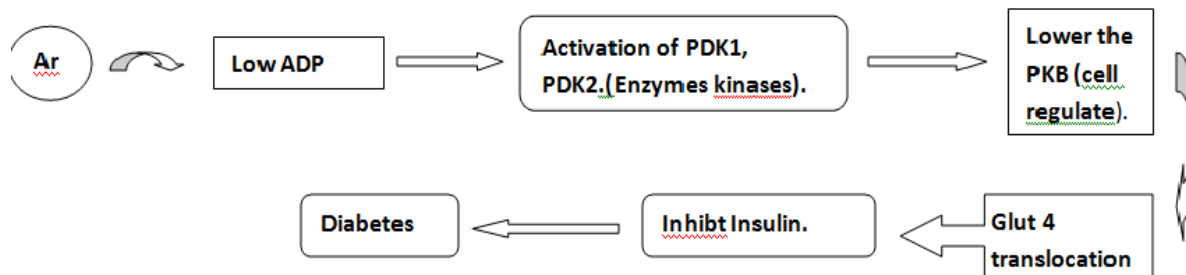 Ar
Low ADP
Activation of PDK1,
PDK2.(Enzymes kinases).
Lower the
PKB (cell
regulate).
Diabetes
Inhibt Insulin.
Glut 4
translocation